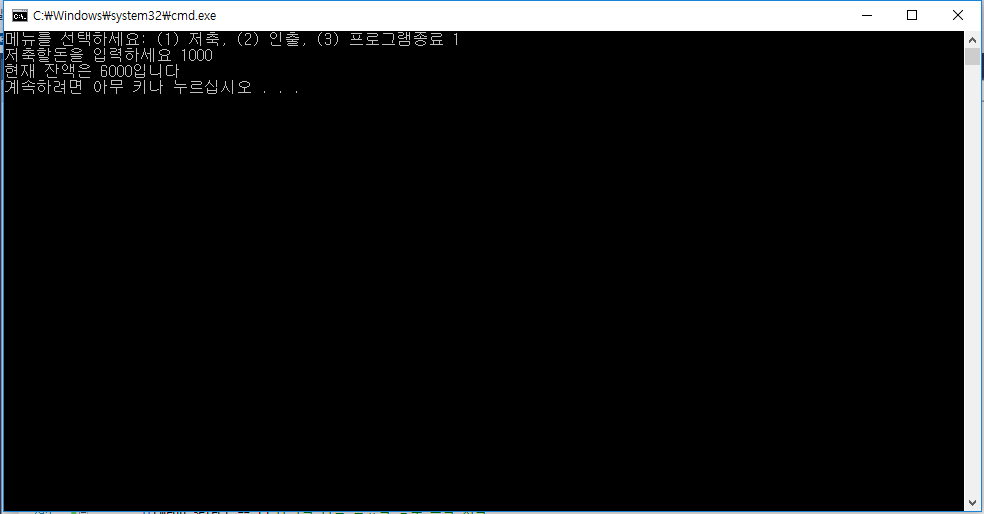 C:₩Windows₩system32₩cmd.exe
메뉴를 선택하세요: (1) 저축, (2) 인출, (3) 프로그램종료 1
저축할돈을 입력하세요 1000
현재 잔액은 6000입니다
계속하려면 아무 키나 누르십시오 . . .